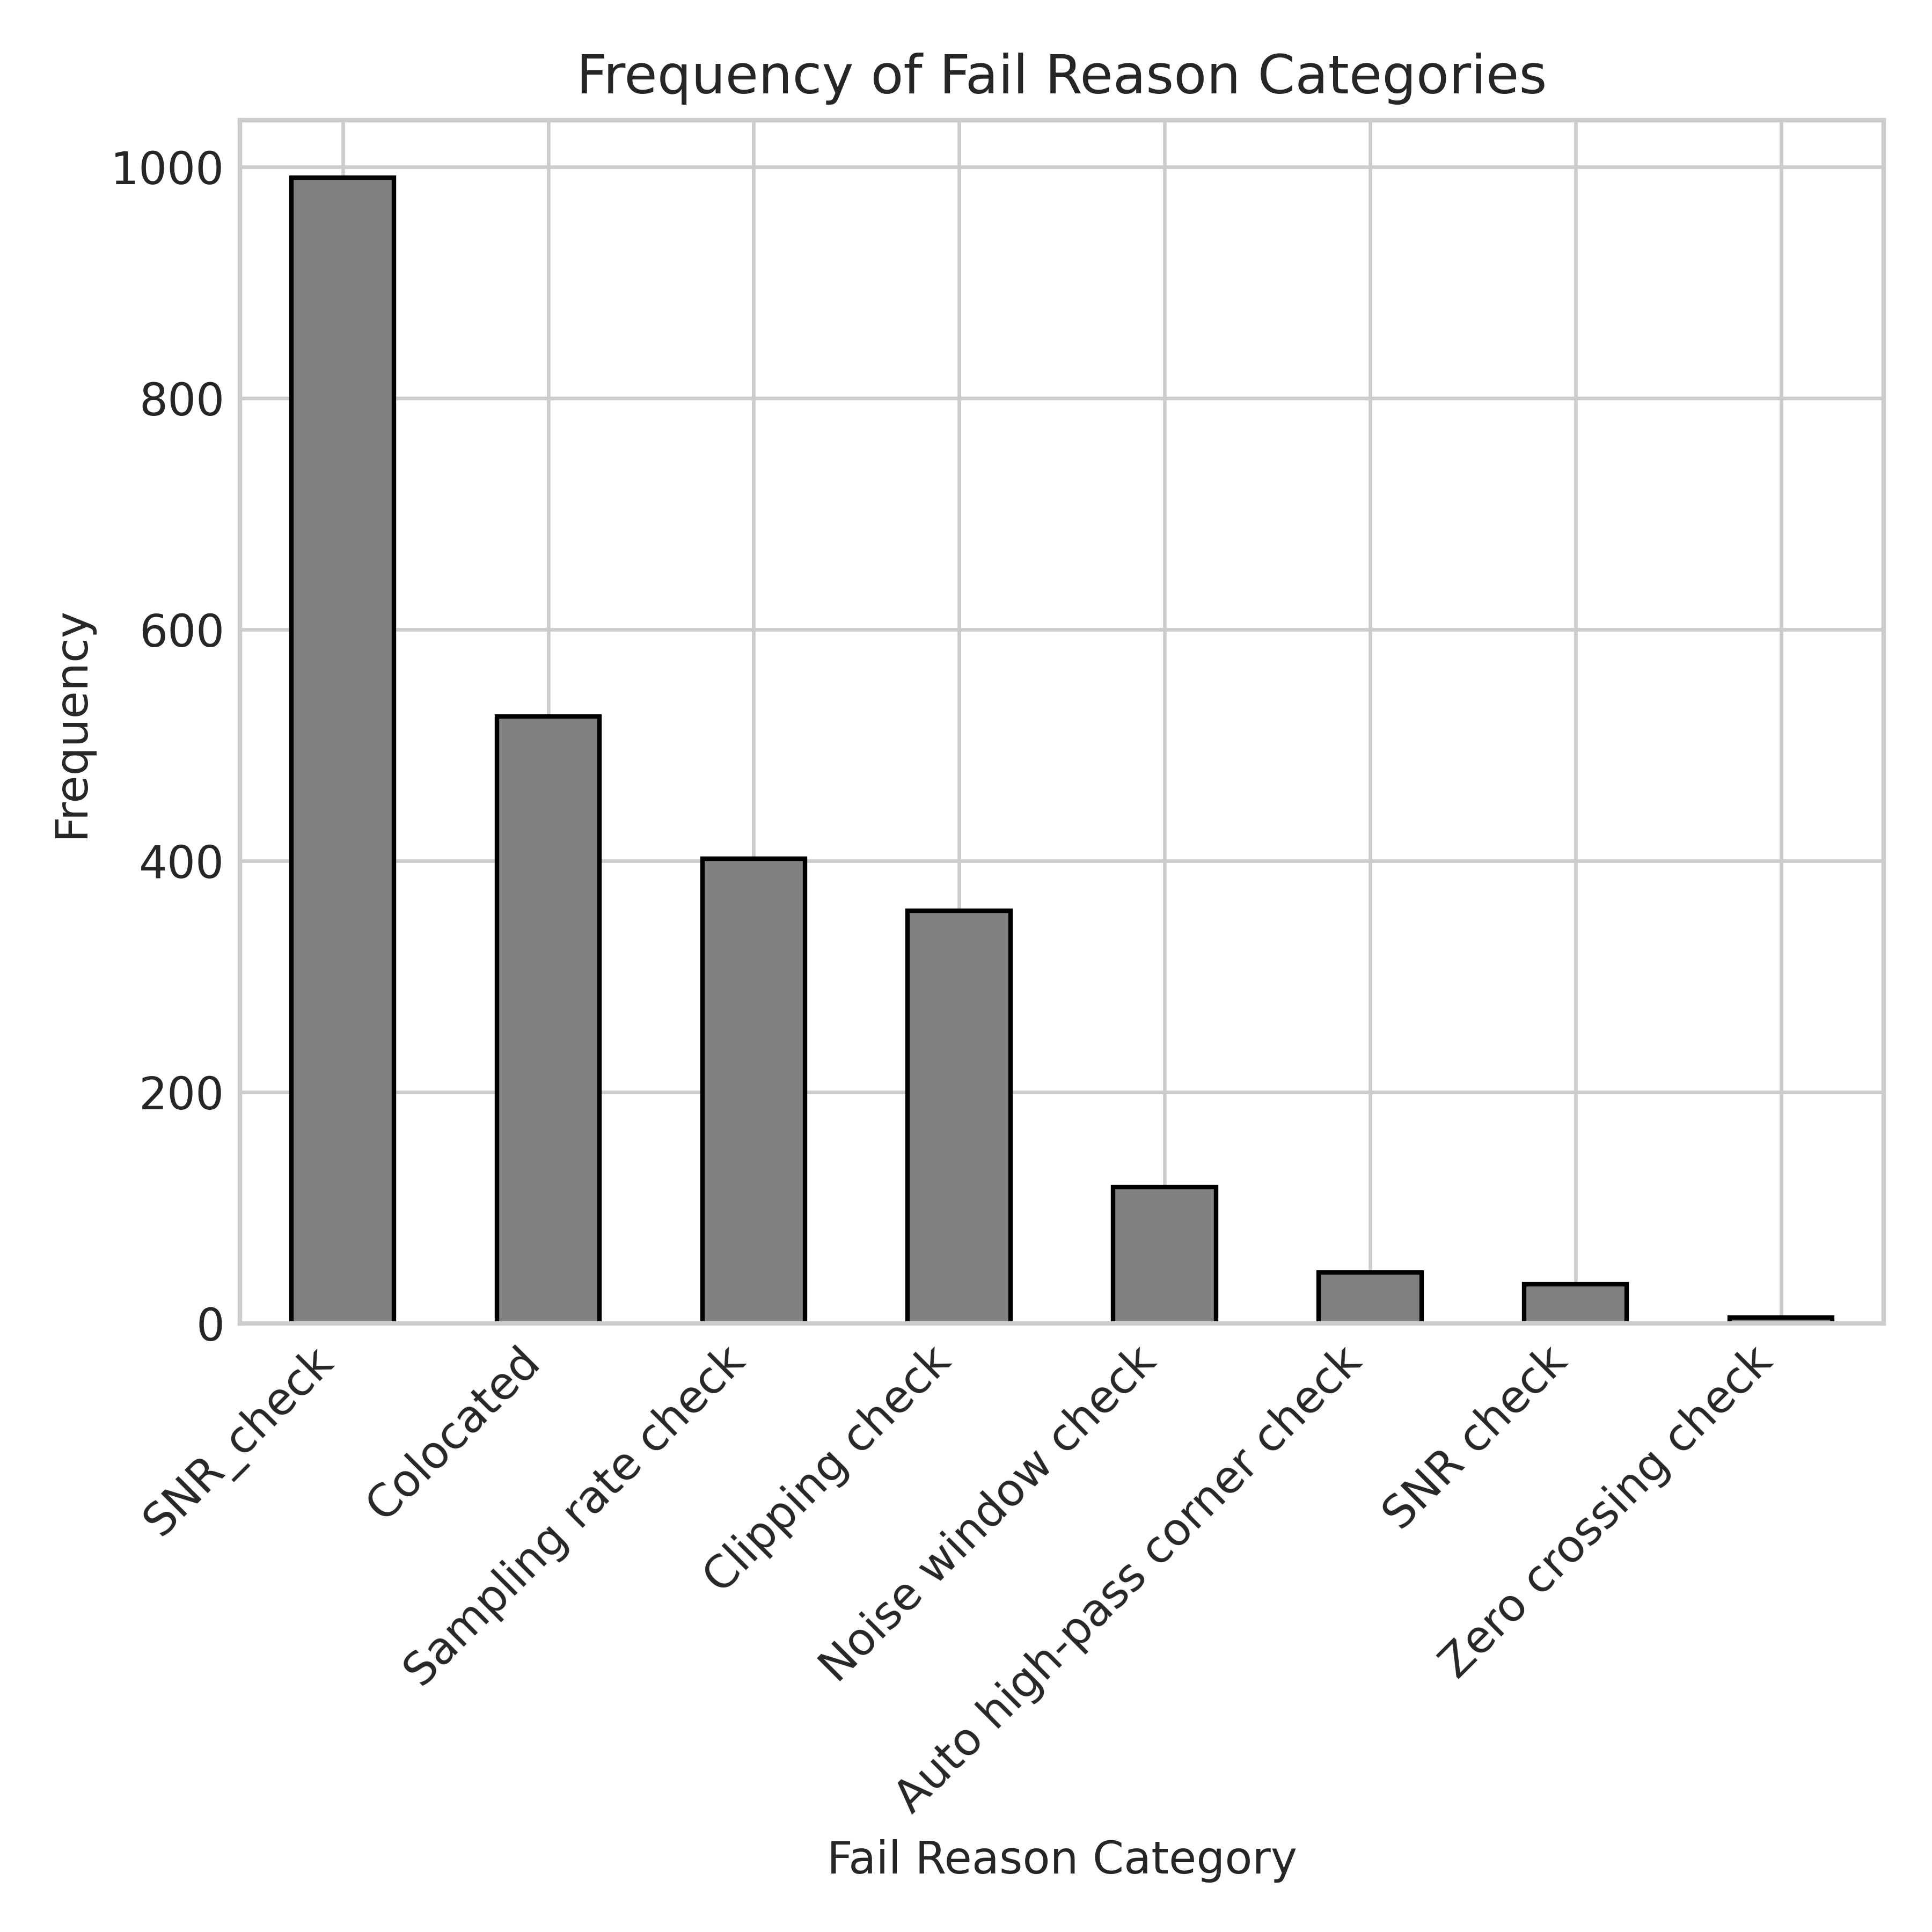 Frequency of Fail Reason Categories
1000
800
600
400
200
0
Frequency
SNR_check
Colocated
Sampling rate check
Clipping check
Noise window check
Auto high-pass corner check
SNR check
Zero crossing check
Fail Reason Category